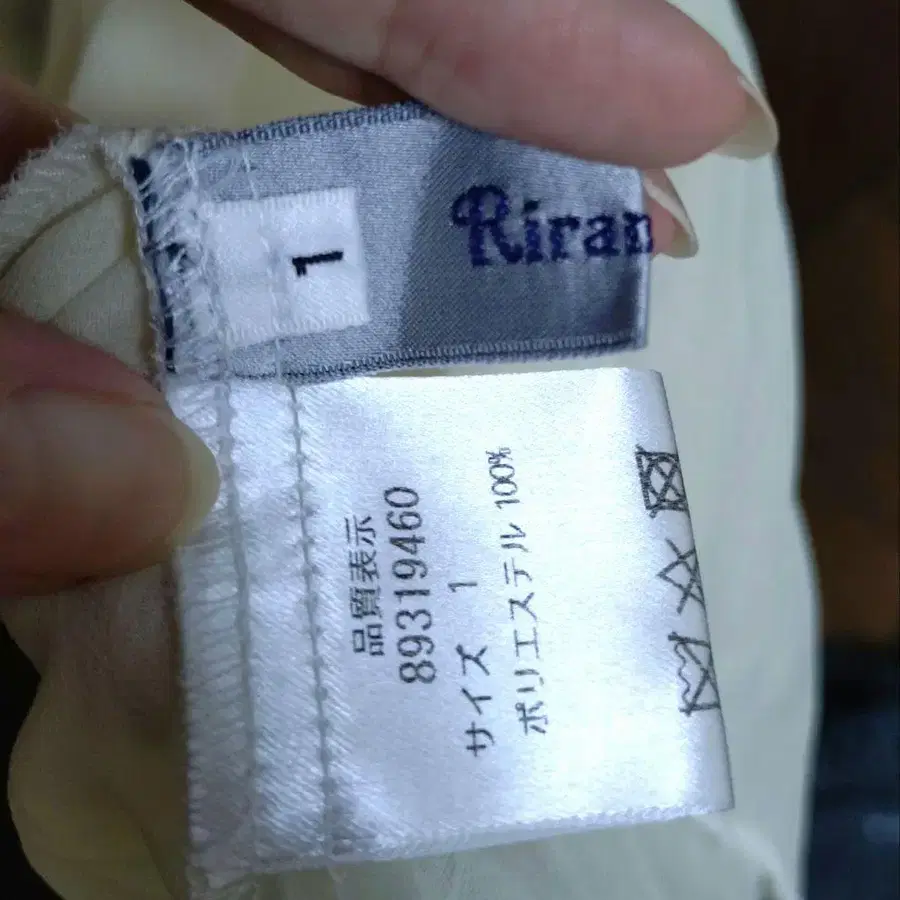 Riran
1
品質表示
89319460
サイズ 1
ポリエステル 100%